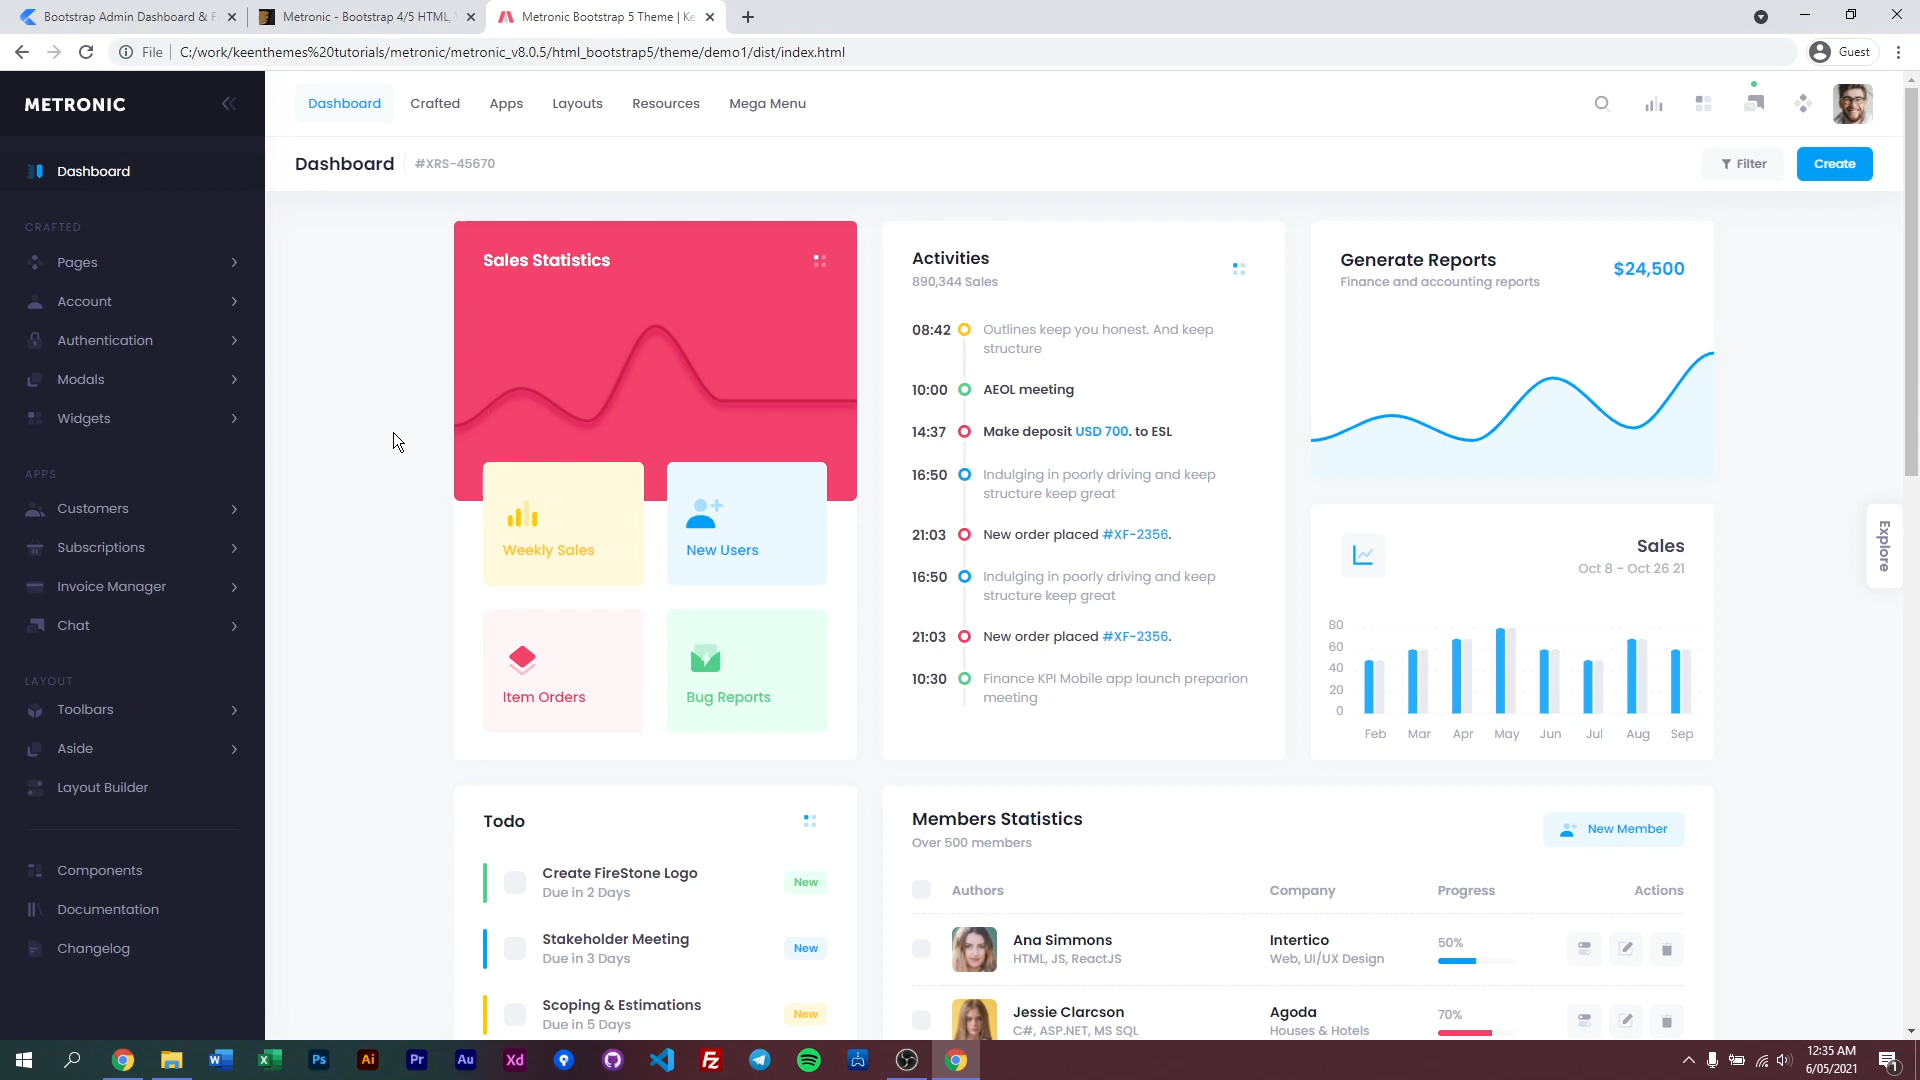 Bootstrap Admin Dashboard & F
Metronic - Bootstrap 4/5 HTML,
Metronic Bootstrap 5 Theme | Ke
File
C:/work/keenthemes%20tutorials/metronic/metronic_v8.0.5/html_bootstrap5/theme/demo1/dist/index.html
Guest
METRONIC
Dashboard
Crafted
Apps
Layouts
Resources
Mega Menu
Dashboard
#XRS-45670
Filter
Create
Dashboard
CRAFTED
Pages
Account
Authentication
Modals
Widgets
APPS
Customers
Subscriptions
Invoice Manager
Chat
LAYOUT
Toolbars
Aside
Layout Builder
Components
Documentation
Changelog
Sales Statistics
Weekly Sales
New Users
Item Orders
Bug Reports
Activities
890,344 Sales
08:42 Outlines keep you honest. And keep
structure
10:00 AEOL meeting
14:37 Make deposit USD 700. to ESL
16:50 Indulging in poorly driving and keep
structure keep great
21:03 New order placed #XF-2356.
16:50 Indulging in poorly driving and keep
structure keep great
21:03 New order placed #XF-2356.
10:30 Finance KPI Mobile app launch preparion
meeting
Generate Reports
Finance and accounting reports
$24,500
Sales
Oct 8 - Oct 26 21
80
60
40
20
0
Feb Mar Apr May Jun Jul Aug Sep
Explore
Todo
Create FireStone Logo
Due in 2 Days
New
Stakeholder Meeting
Due in 3 Days
New
Scoping & Estimations
Due in 5 Days
New
Members Statistics
Over 500 members
New Member
Authors Company Progress Actions
Ana Simmons
HTML, JS, ReactJS
Intertico
Web, UI/UX Design
50%
Jessie Clarcson
C#, ASP.NET, MS SQL
Agoda
Houses & Hotels
70%
Ps
Ai
Pr
Au
Xd
12:35 AM
6/05/2021
1